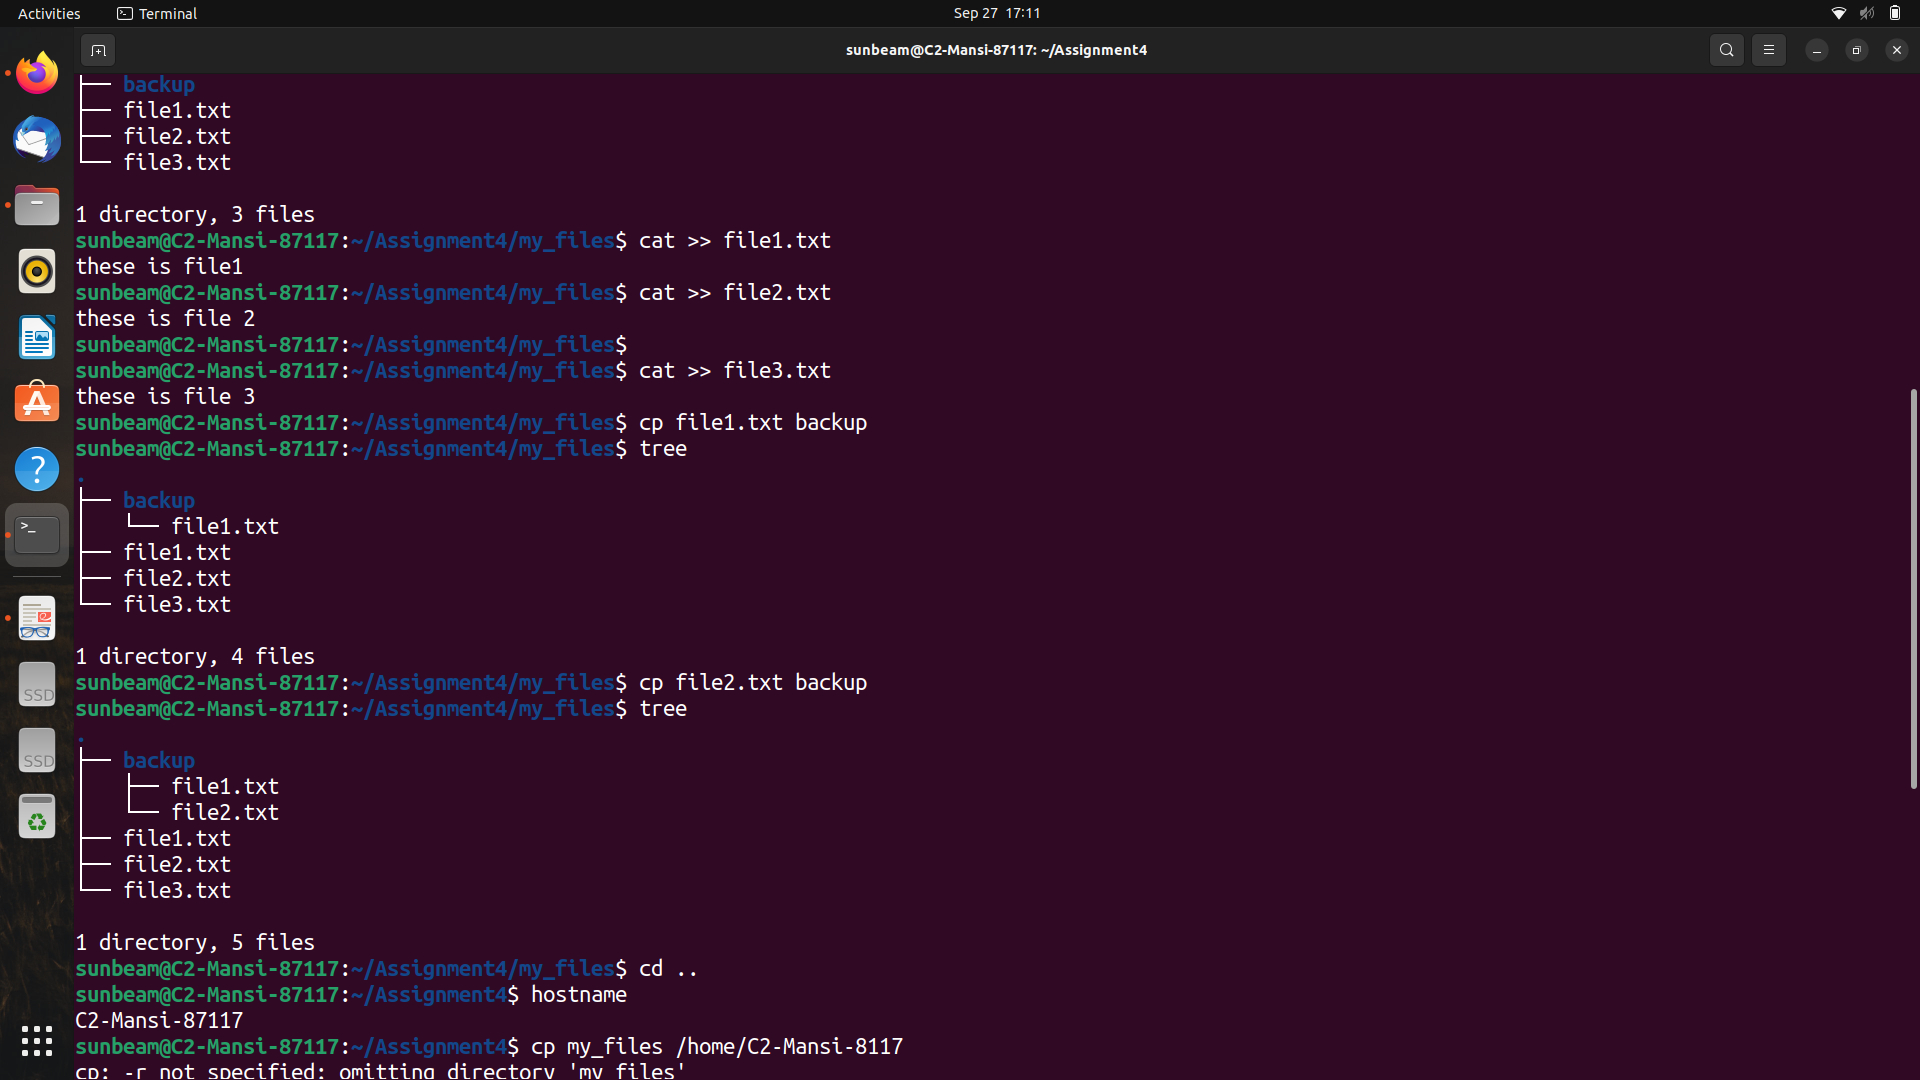 Activities
Terminal
Sep 27 17:11
sunbeam@C2-Mansi-87117: ~/Assignment4
├── backup
├── file1.txt
├── file2.txt
└── file3.txt
1 directory, 3 files
sunbeam@C2-Mansi-87117:~/Assignment4/my_files$ cat >> file1.txt
these is file1
sunbeam@C2-Mansi-87117:~/Assignment4/my_files$ cat >> file2.txt
these is file 2
sunbeam@C2-Mansi-87117:~/Assignment4/my_files$
sunbeam@C2-Mansi-87117:~/Assignment4/my_files$ cat >> file3.txt
these is file 3
sunbeam@C2-Mansi-87117:~/Assignment4/my_files$ cp file1.txt backup
sunbeam@C2-Mansi-87117:~/Assignment4/my_files$ tree
.
├── backup
│   └── file1.txt
├── file1.txt
├── file2.txt
└── file3.txt
1 directory, 4 files
sunbeam@C2-Mansi-87117:~/Assignment4/my_files$ cp file2.txt backup
sunbeam@C2-Mansi-87117:~/Assignment4/my_files$ tree
.
├── backup
│   ├── file1.txt
│   └── file2.txt
├── file1.txt
├── file2.txt
└── file3.txt
1 directory, 5 files
sunbeam@C2-Mansi-87117:~/Assignment4/my_files$ cd ..
sunbeam@C2-Mansi-87117:~/Assignment4$ hostname
C2-Mansi-87117
sunbeam@C2-Mansi-87117:~/Assignment4$ cp my_files /home/C2-Mansi-8117
cp: -r not specified; omitting directory 'my_files'
SSD
SSD